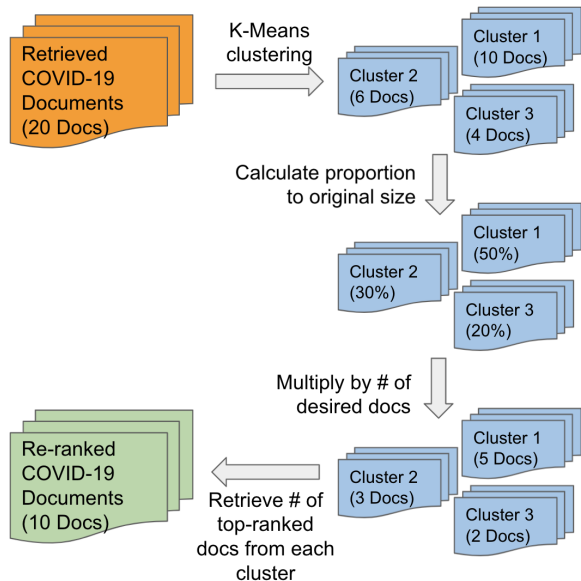 Retrieved
COVID-19
Documents
(20 Docs)
K-Means
clustering
Cluster 1
(10 Docs)
Cluster 2
(6 Docs)
Cluster 3
(4 Docs)
Calculate proportion
to original size
Cluster 1
(50%)
Cluster 2
(30%)
Cluster 3
(20%)
Multiply by # of
desired docs
Cluster 1
(5 Docs)
Cluster 2
(3 Docs)
Cluster 3
(2 Docs)
Retrieve # of
top-ranked
docs from each
cluster
Re-ranked
COVID-19
Documents
(10 Docs)